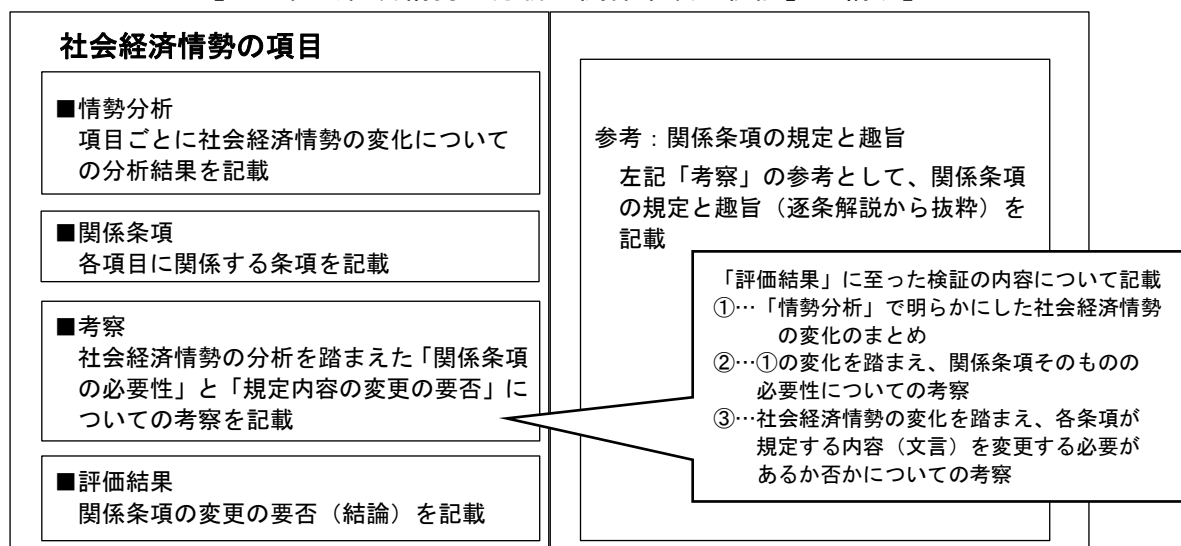 社会経済情勢の項目
■情勢分析
項目ごとに社会経済情勢の変化について
の分析結果を記載
■関係条項
各項目に関係する条項を記載
■考察
社会経済情勢の分析を踏まえた「関係条項
の必要性」と「規定内容の変更の要否」に
ついての考察を記載
■評価結果
関係条項の変更の要否（結論）を記載
参考：関係条項の規定と趣旨
左記「考察」の参考として、関係条項
の規定と趣旨（逐条解説から抜粋）を
記載
「評価結果」に至った検証の内容について記載
①…「情勢分析」で明らかにした社会経済情勢
の変化のまとめ
②…①の変化を踏まえ、関係条項そのものの
必要性についての考察
③…社会経済情勢の変化を踏まえ、各条項が
規定する内容（文言）を変更する必要が
あるか否かについての考察